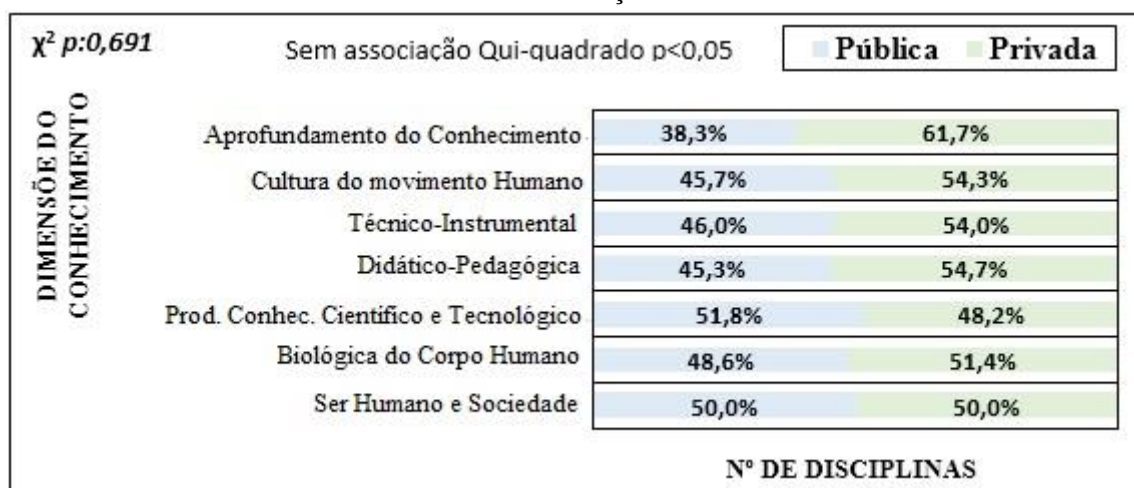 χ² p:0,691
Sem associação Qui-quadrado p<0,05
Pública Privada
DIMENSÕE DO
CONHECIMENTO
Aprofundamento do Conhecimento 38,3% 61,7%
Cultura do movimento Humano 45,7% 54,3%
Técnico-Instrumental 46,0% 54,0%
Didático-Pedagógica 45,3% 54,7%
Prod. Conhec. Científico e Tecnológico 51,8% 48,2%
Biológica do Corpo Humano 48,6% 51,4%
Ser Humano e Sociedade 50,0% 50,0%
Nº DE DISCIPLINAS